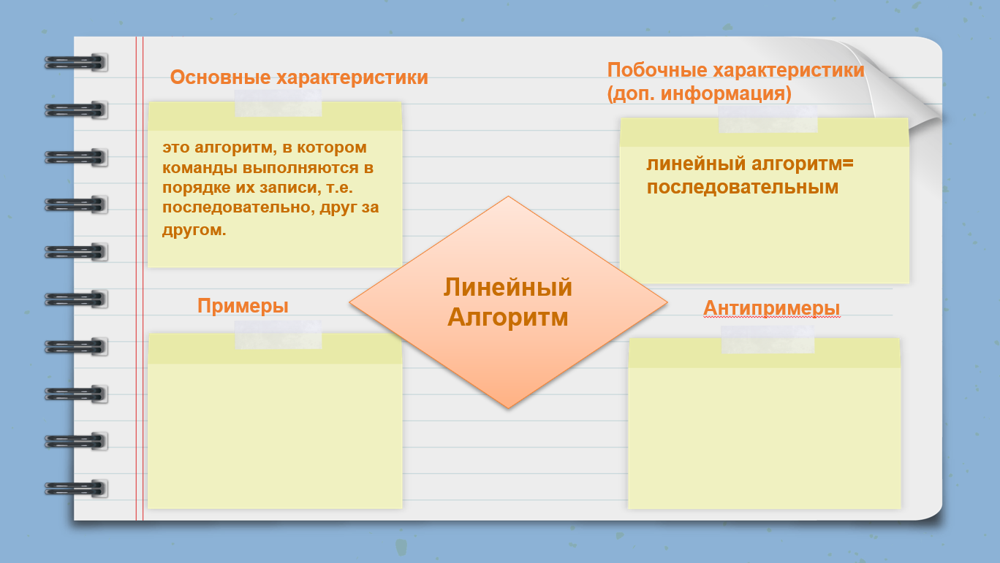 Основные характеристики
это алгоритм, в котором
команды выполняются в
порядке их записи, т.е.
последовательно, друг за
другом.
Побочные характеристики
(доп. информация)
линейный алгоритм=
последовательным
Линейный
Алгоритм
Примеры
Антипримеры